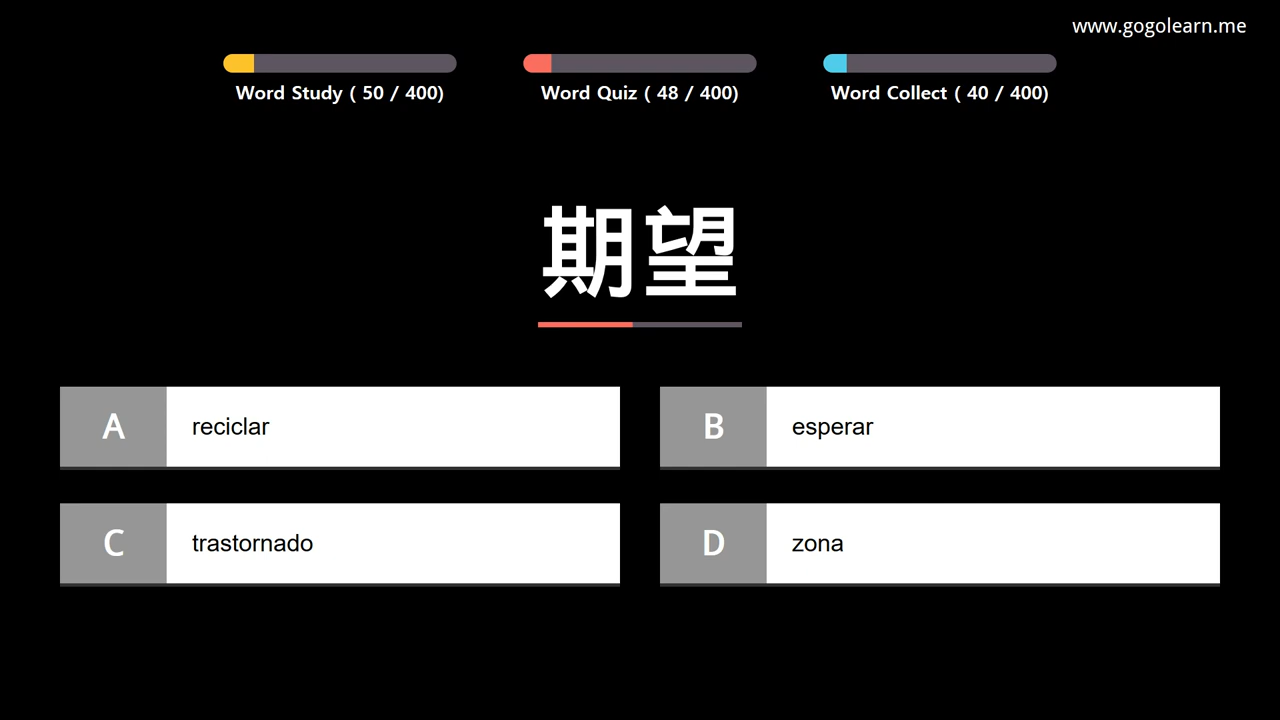 www.gogolearn.me
Word Study ( 50 / 400)
Word Quiz ( 48 / 400)
Word Collect ( 40 / 400)
期望
A reciclar
B esperar
C trastornado
D zona